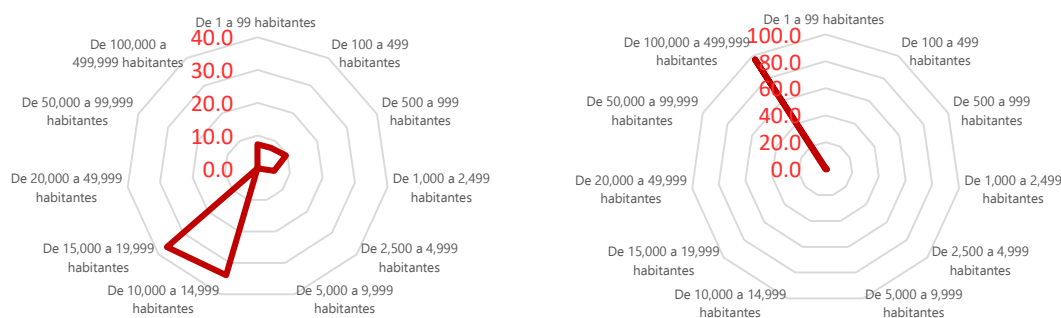 De 1 a 99 habitantes
40.0
De 100,000 a
499,999 habitantes
De 100 a 499
habitantes
30.0
De 50,000 a 99,999
habitantes
De 500 a 999
habitantes
20.0
10.0
0.0
De 20,000 a 49,999
habitantes
De 1,000 a 2,499
habitantes
De 15,000 a 19,999
habitantes
De 2,500 a 4,999
habitantes
De 10,000 a 14,999
habitantes
De 5,000 a 9,999
habitantes
De 1 a 99 habitantes
100.0
De 100,000 a 499,999
habitantes
De 100 a 499
habitantes
80.0
60.0
De 50,000 a 99,999
habitantes
De 500 a 999
habitantes
40.0
20.0
0.0
De 20,000 a 49,999
habitantes
De 1,000 a 2,499
habitantes
De 15,000 a 19,999
habitantes
De 2,500 a 4,999
habitantes
De 10,000 a 14,999
habitantes
De 5,000 a 9,999
habitantes